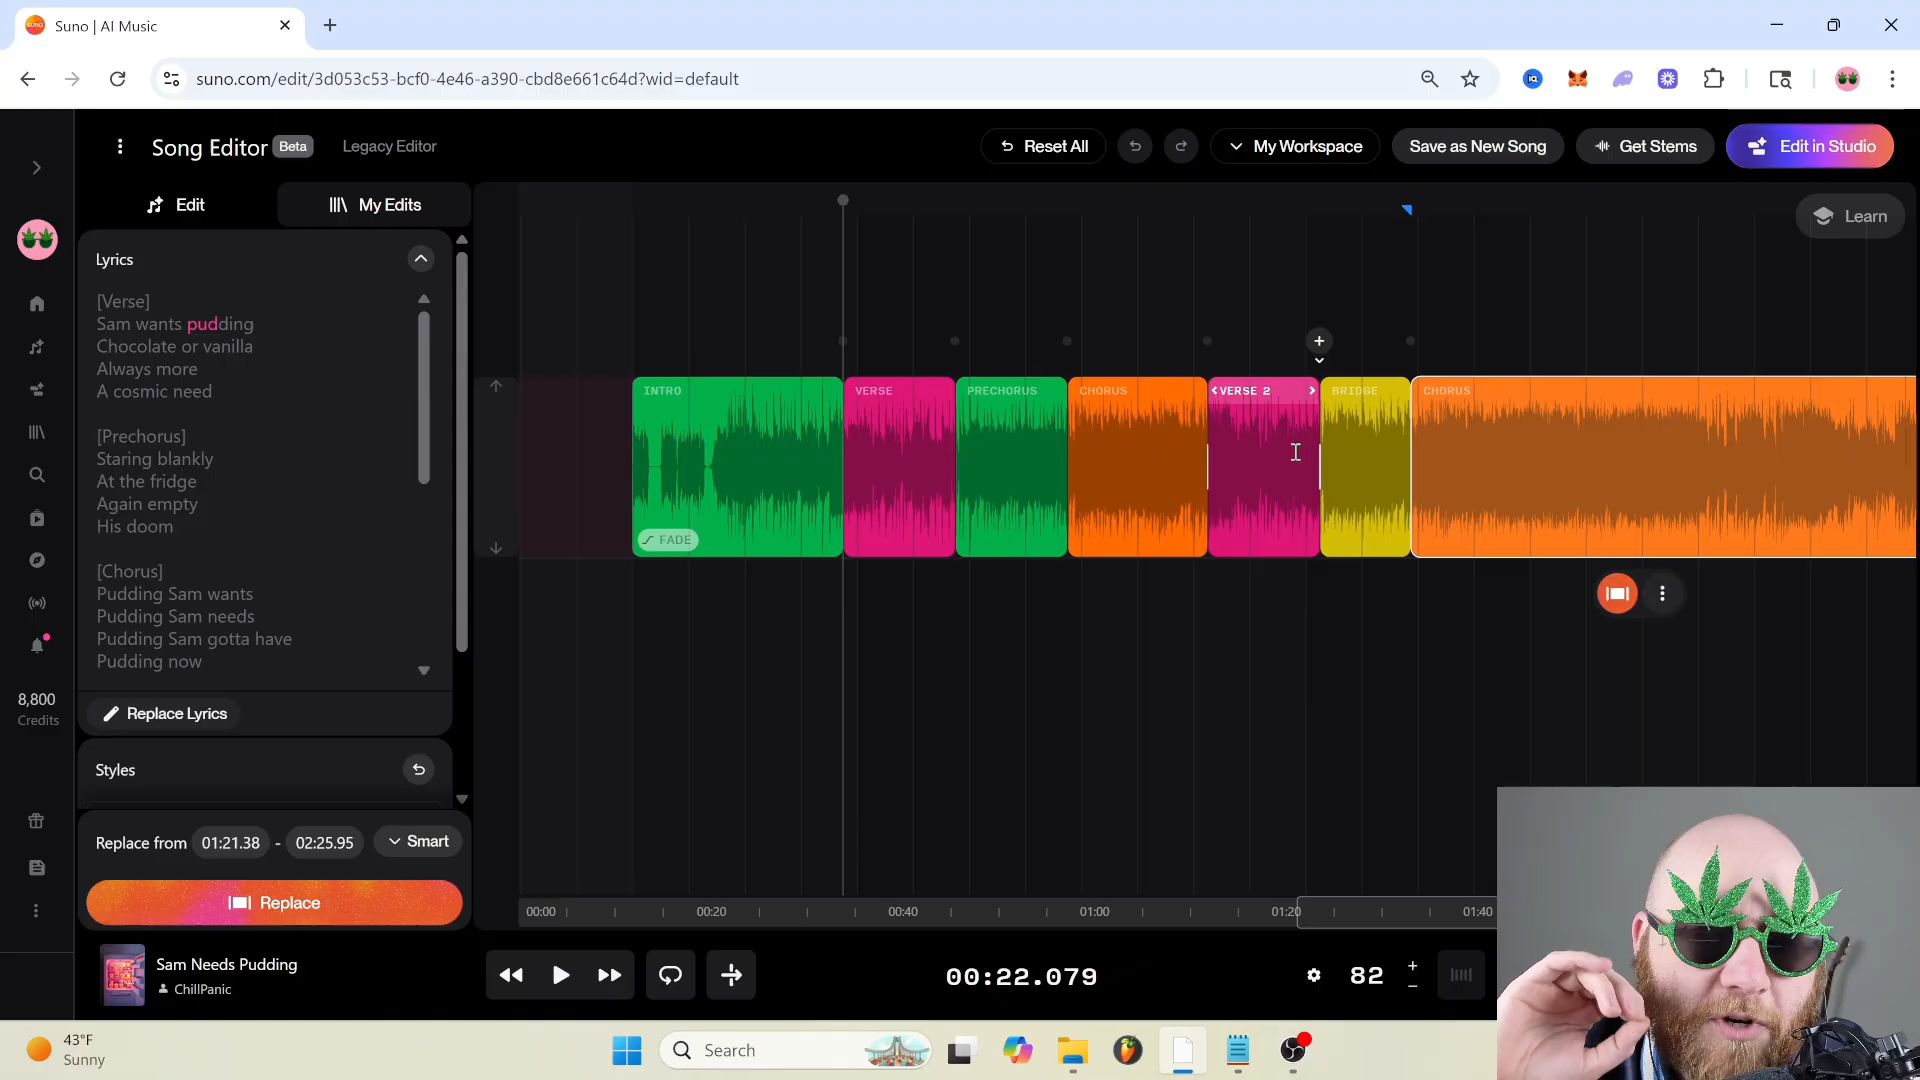 Suno | AI Music
suno.com/edit/3d053c53-bcf0-4e46-a390-cbd8e661c64d?wid=default
Song Editor Beta Legacy Editor Reset All My Workspace Save as New Song Get Stems Edit in Studio
Edit My Edits
Learn
Lyrics
[Verse]
Sam wants pudding
Chocolate or vanilla
Always more
A cosmic need
[Prechorus]
Staring blankly
At the fridge
Again empty
His doom
[Chorus]
Pudding Sam wants
Pudding Sam needs
Pudding Sam gotta have
Pudding now
INTRO VERSE PRECHORUS CHORUS VERSE 2 BRIDGE CHORUS
FADE
8,800
Credits
Replace Lyrics
Styles
Replace from 01:21.38 - 02:25.95 Smart
Replace
00:00 00:20 00:40 01:00 01:20 01:40
Sam Needs Pudding
ChillPanic
00:22.079
82
43°F
Sunny
Search